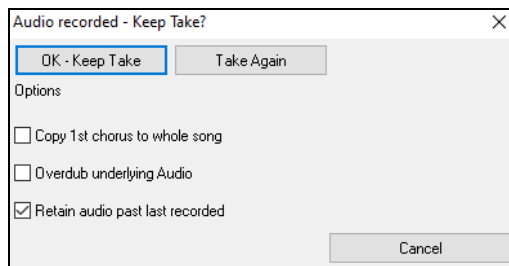 Audio recorded - Keep Take?
OK - Keep Take
Take Again
Options
Copy 1st chorus to whole song
Overdub underlying Audio
Retain audio past last recorded
Cancel